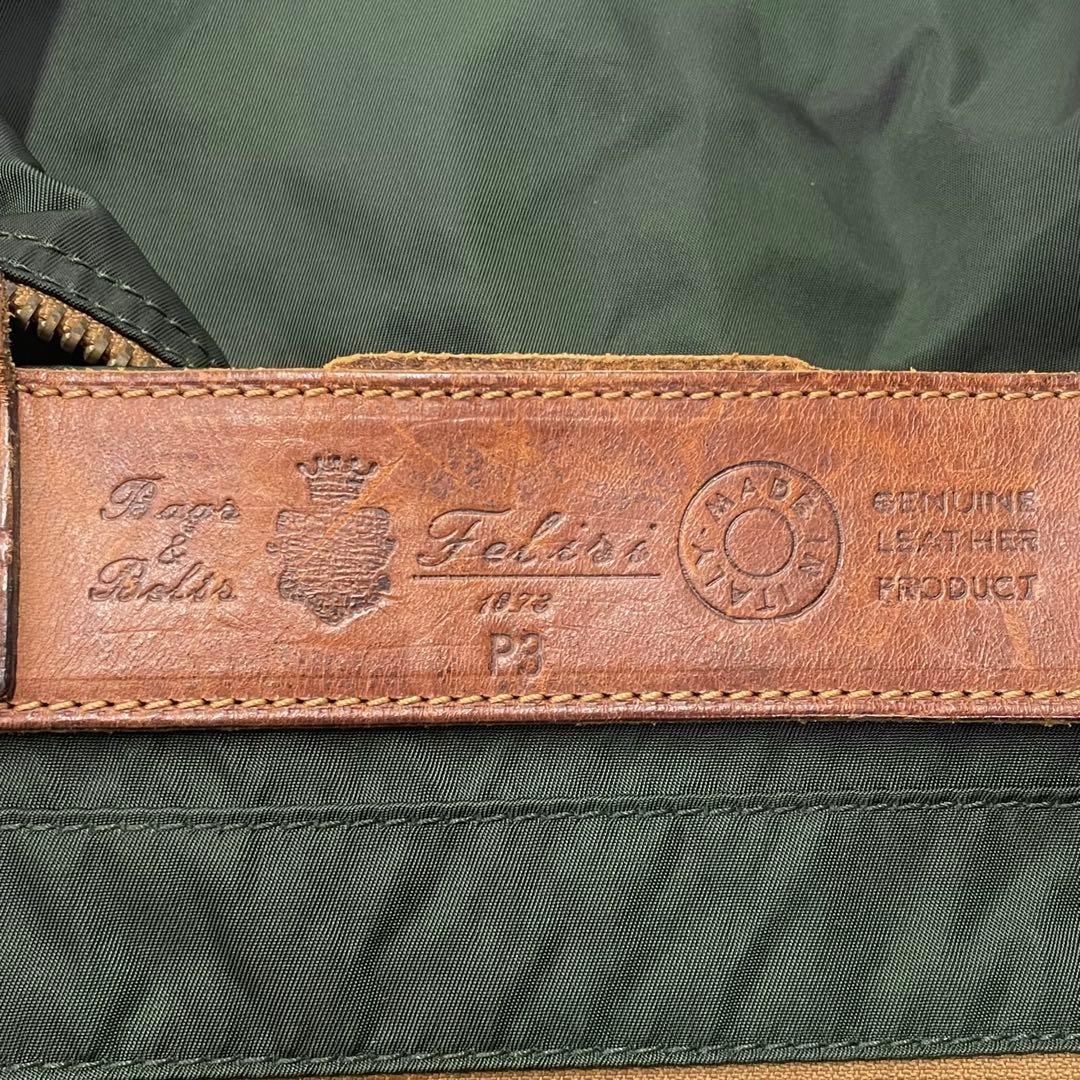 Bags
&
Belts
Felisi
1973
P3
MADE IN ITALY
GENUINE
LEATHER
PRODUCT